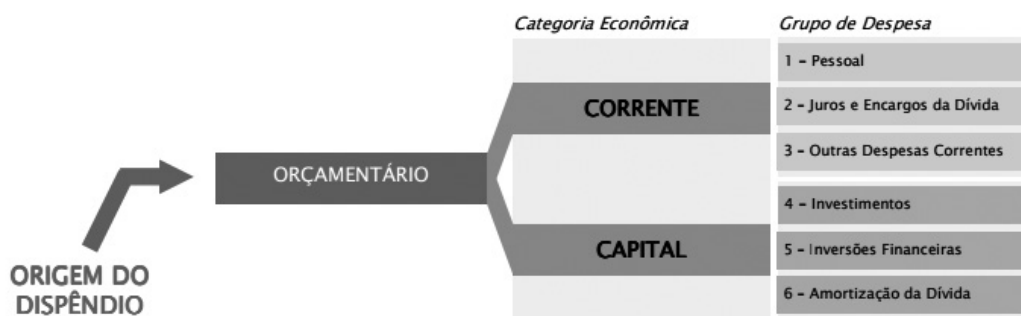 Categoria Econômica
Grupo de Despesa
1 – Pessoal
CORRENTE
2 – Juros e Encargos da Dívida
3 – Outras Despesas Correntes
ORÇAMENTÁRIO
4 – Investimentos
CAPITAL
5 – Inversões Financeiras
6 – Amortização da Dívida
ORIGEM DO
DISPÊNDIO